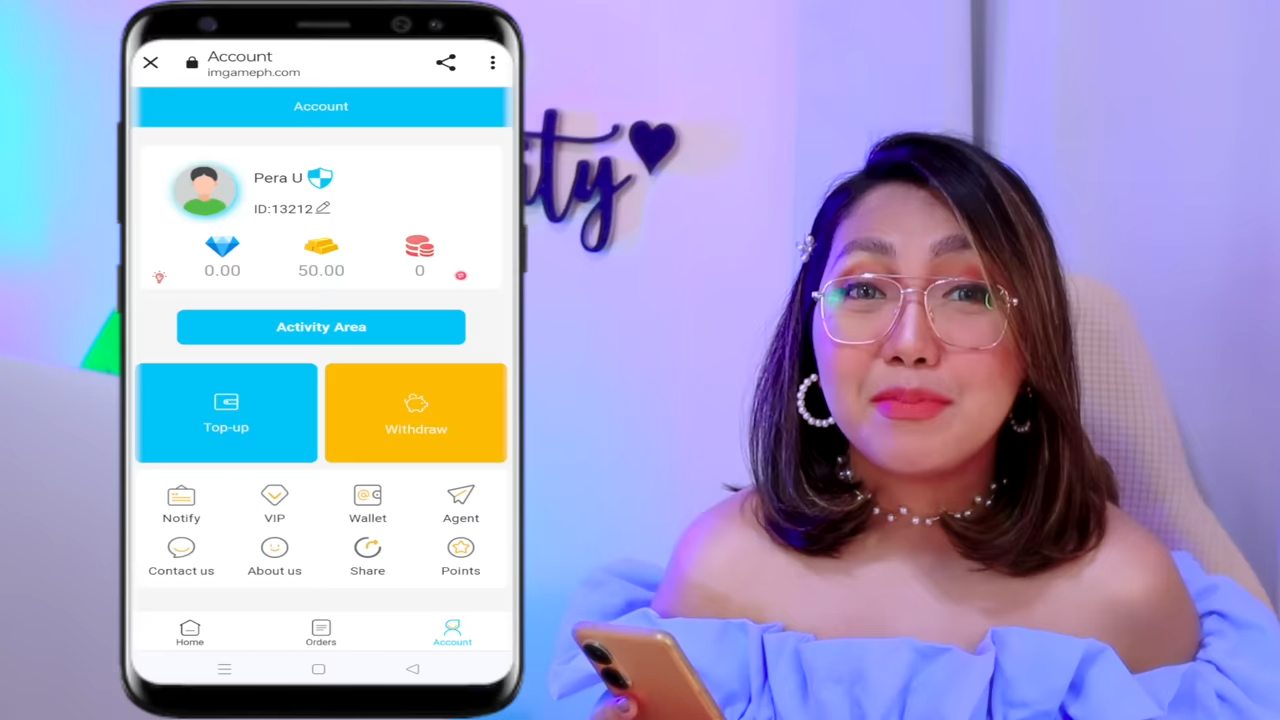 Account
imgameph.com
Account
Pera U
ID:13212
0.00
50.00
0
Activity Area
Top-up
Withdraw
Notify
VIP
Wallet
Agent
Contact us
About us
Share
Points
Home
Orders
Account
ity